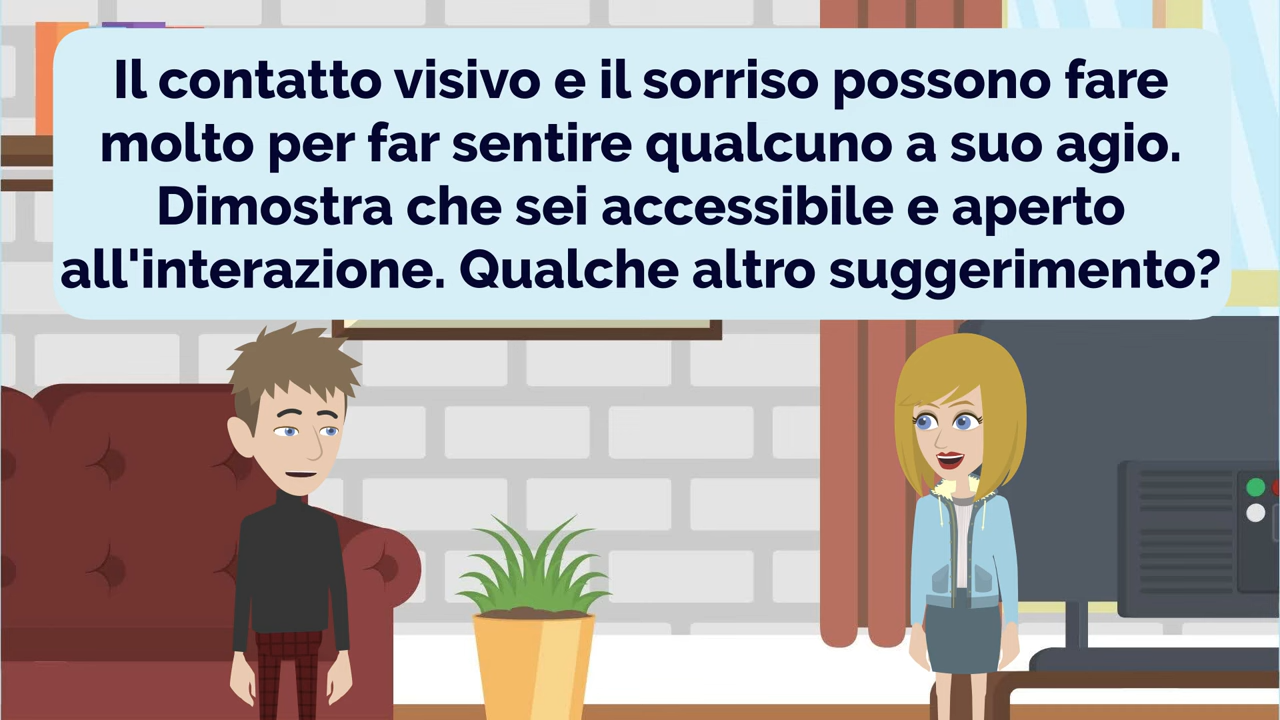 Il contatto visivo e il sorriso possono fare
molto per far sentire qualcuno a suo agio.
Dimostra che sei accessibile e aperto
all'interazione. Qualche altro suggerimento?